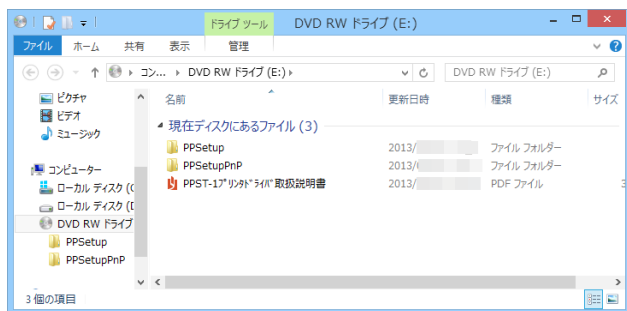 ドライブ ツール
DVD RW ドライブ (E:)
ファイル
ホーム
共有
表示
管理
コン...
DVD RW ドライブ (E:)
DVD RW ドライブ (E:)
ピクチャ
ビデオ
ミュージック
コンピューター
ローカル ディスク (C
ローカル ディスク (D
DVD RW ドライブ
PPSetup
PPSetupPnP
名前
更新日時
種類
サイズ
現在ディスクにあるファイル (3)
PPSetup
2013/
ファイル フォルダー
PPSetupPnP
2013/
ファイル フォルダー
PPST-1プリンタドライバ取扱説明書
2013/
PDF ファイル
3
3 個の項目